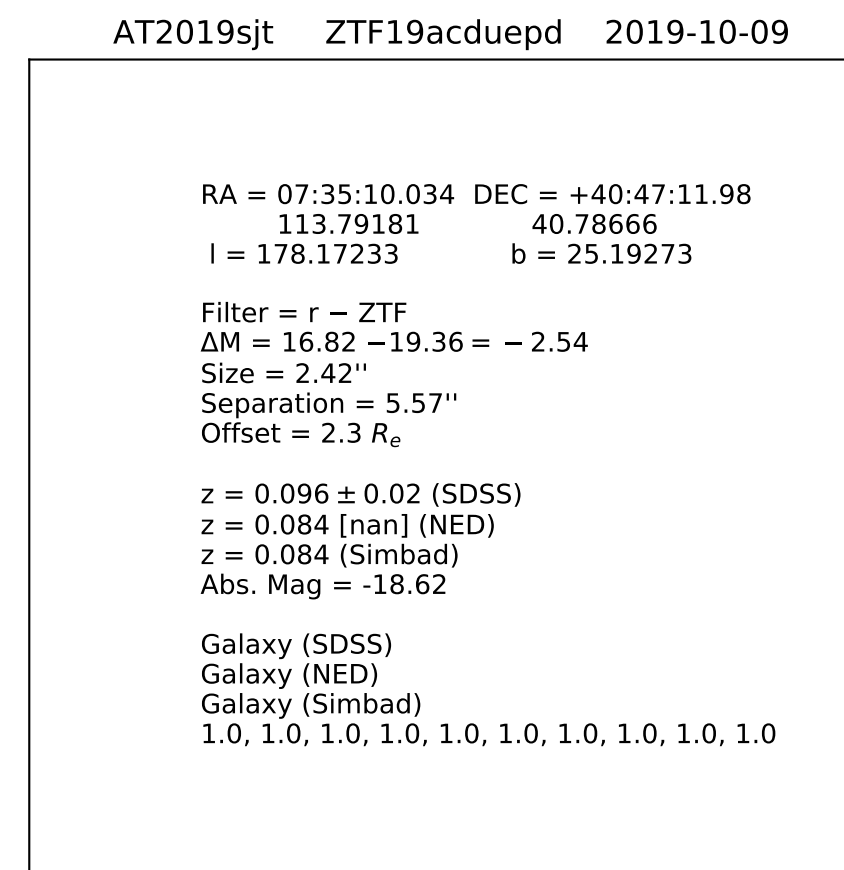 AT2019sjt ZTF19acduepd 2019-10-09
RA = 07:35:10.034 DEC = +40:47:11.98
113.79181 40.78666
l = 178.17233 b = 25.19273
Filter = r − ZTF
ΔM = 16.82 −19.36 = − 2.54
Size = 2.42''
Separation = 5.57''
Offset = 2.3 Rₑ
z = 0.096 ± 0.02 (SDSS)
z = 0.084 [nan] (NED)
z = 0.084 (Simbad)
Abs. Mag = -18.62
Galaxy (SDSS)
Galaxy (NED)
Galaxy (Simbad)
1.0, 1.0, 1.0, 1.0, 1.0, 1.0, 1.0, 1.0, 1.0, 1.0